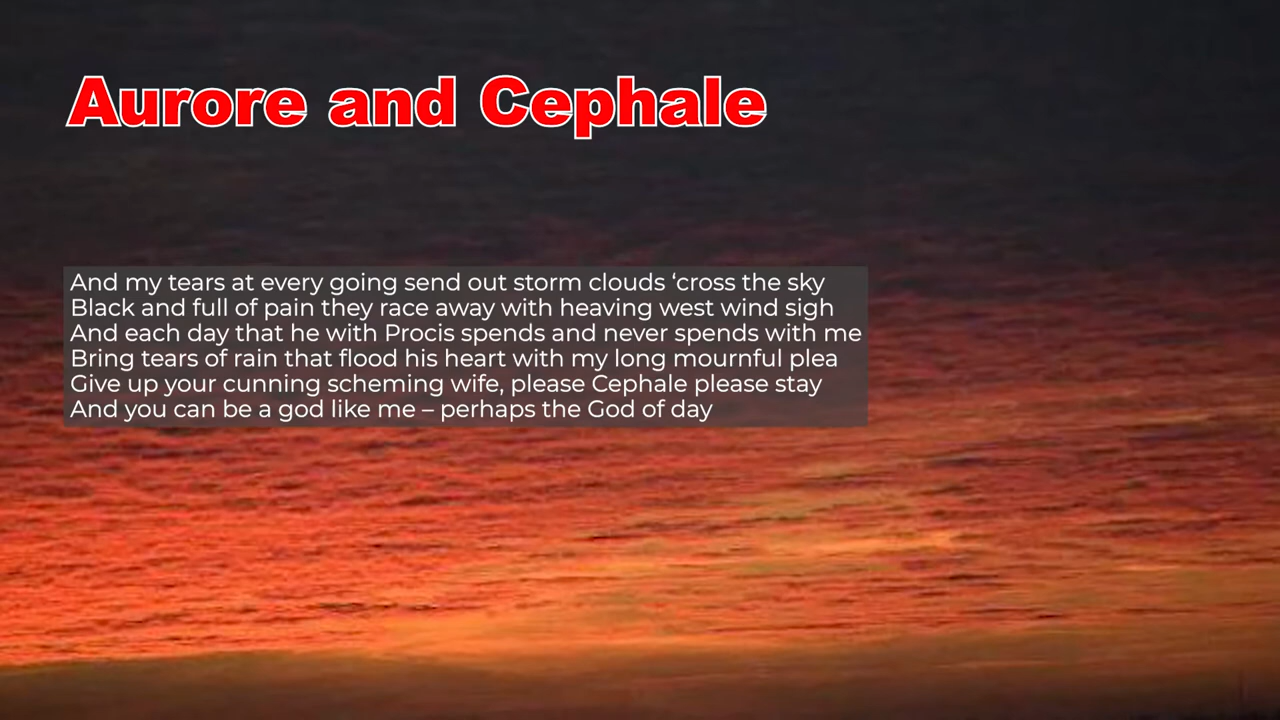 Aurore and Cephale
And my tears at every going send out storm clouds ‘cross the sky
Black and full of pain they race away with heaving west wind sigh
And each day that he with Procis spends and never spends with me
Bring tears of rain that flood his heart with my long mournful plea
Give up your cunning scheming wife, please Cephale please stay
And you can be a god like me – perhaps the God of day